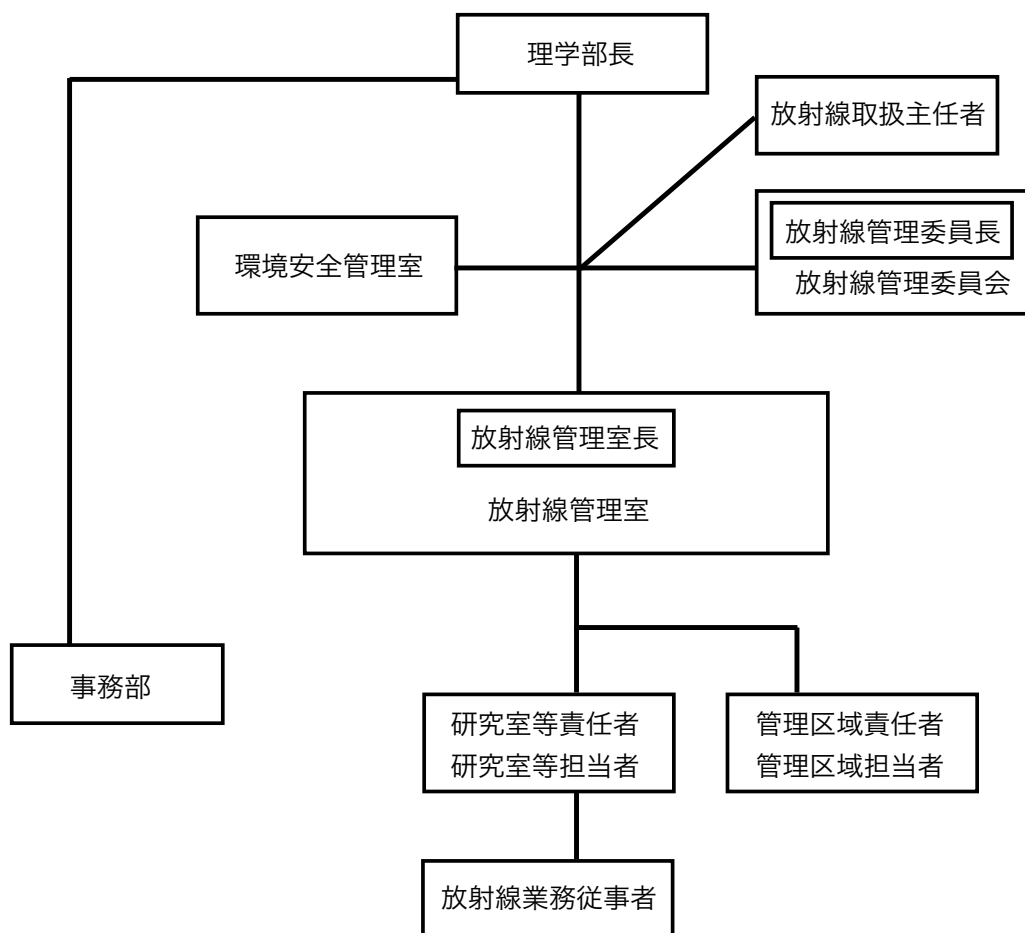 理学部長
放射線取扱主任者
環境安全管理室
放射線管理委員長
放射線管理委員会
放射線管理室長
放射線管理室
事務部
研究室等責任者
研究室等担当者
管理区域責任者
管理区域担当者
放射線業務従事者